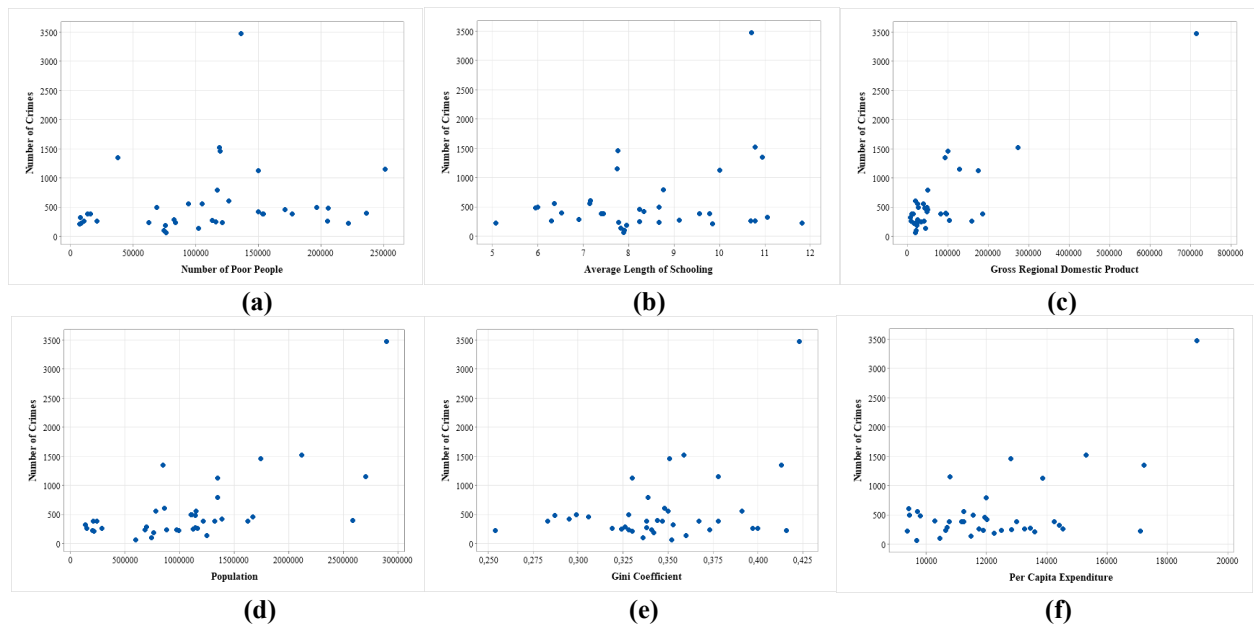 3500
3000
2500
2000
1500
1000
500
0
Number of Crimes
0 50000 100000 150000 200000 250000
Number of Poor People
(a)
3500
3000
2500
2000
1500
1000
500
0
Number of Crimes
5 6 7 8 9 10 11 12
Average Length of Schooling
(b)
3500
3000
2500
2000
1500
1000
500
0
Number of Crimes
0 100000 200000 300000 400000 500000 600000 700000 800000
Gross Regional Domestic Product
(c)
3500
3000
2500
2000
1500
1000
500
0
Number of Crimes
0 500000 1000000 1500000 2000000 2500000 3000000
Population
(d)
3500
3000
2500
2000
1500
1000
500
0
Number of Crimes
0,250 0,275 0,300 0,325 0,350 0,375 0,400 0,425
Gini Coefficient
(e)
3500
3000
2500
2000
1500
1000
500
0
Number of Crimes
10000 12000 14000 16000 18000 20000
Per Capita Expenditure
(f)